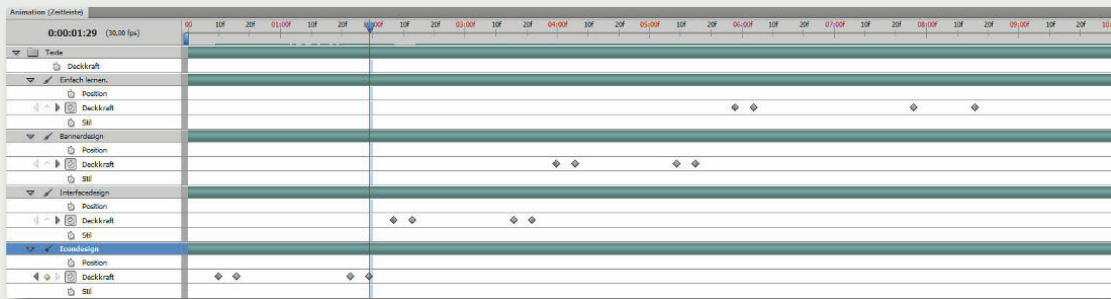 Animation (Zeitleiste)
0:00:01:29 (30,00 fps)
00 10F 20F 01:00F 10F 20F 02:00F 10F 20F 03:00F 10F 20F 04:00F 10F 20F 05:00F 10F 20F 06:00F 10F 20F 07:00F 10F 20F 08:00F 10F 20F 09:00F 10F 20F 10:0
Texte
Deckkraft
Einfach lernen.
Position
Deckkraft
Stil
Bannerdesign
Position
Deckkraft
Stil
Interfacedesign
Position
Deckkraft
Stil
Icondesign
Position
Deckkraft
Stil